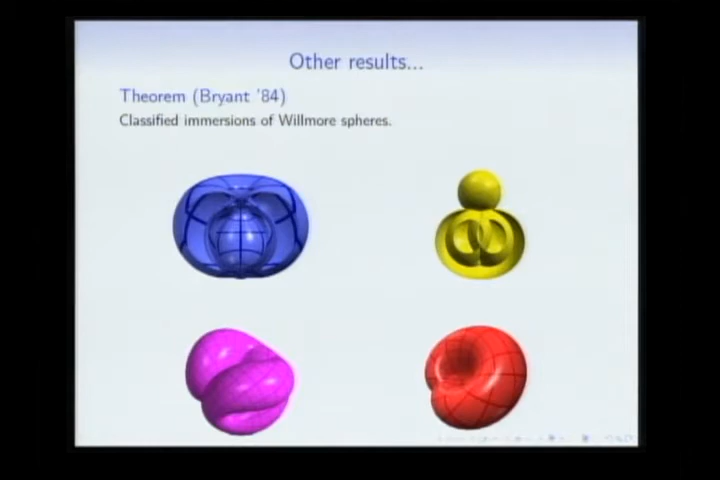 Other results...
Theorem (Bryant '84)
Classified immersions of Willmore spheres.